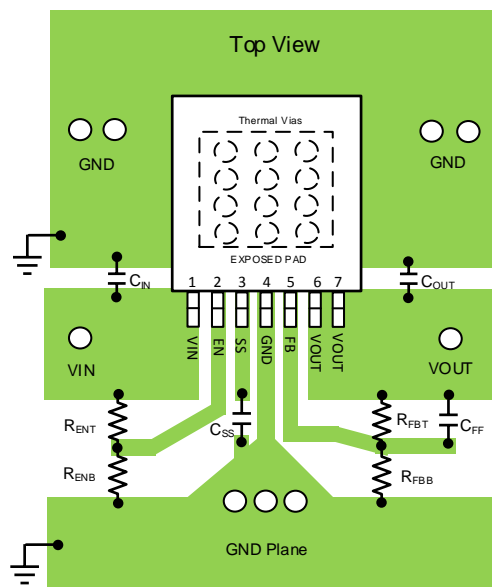 Top View
Thermal Vias
GND
GND
EXPOSED PAD
CIN
1 2 3 4 5 6 7
COUT
VIN EN SS GND FB VOUT VOUT
VIN
VOUT
RENT
CSS
RFBT
CFF
RENB
RFBB
GND Plane